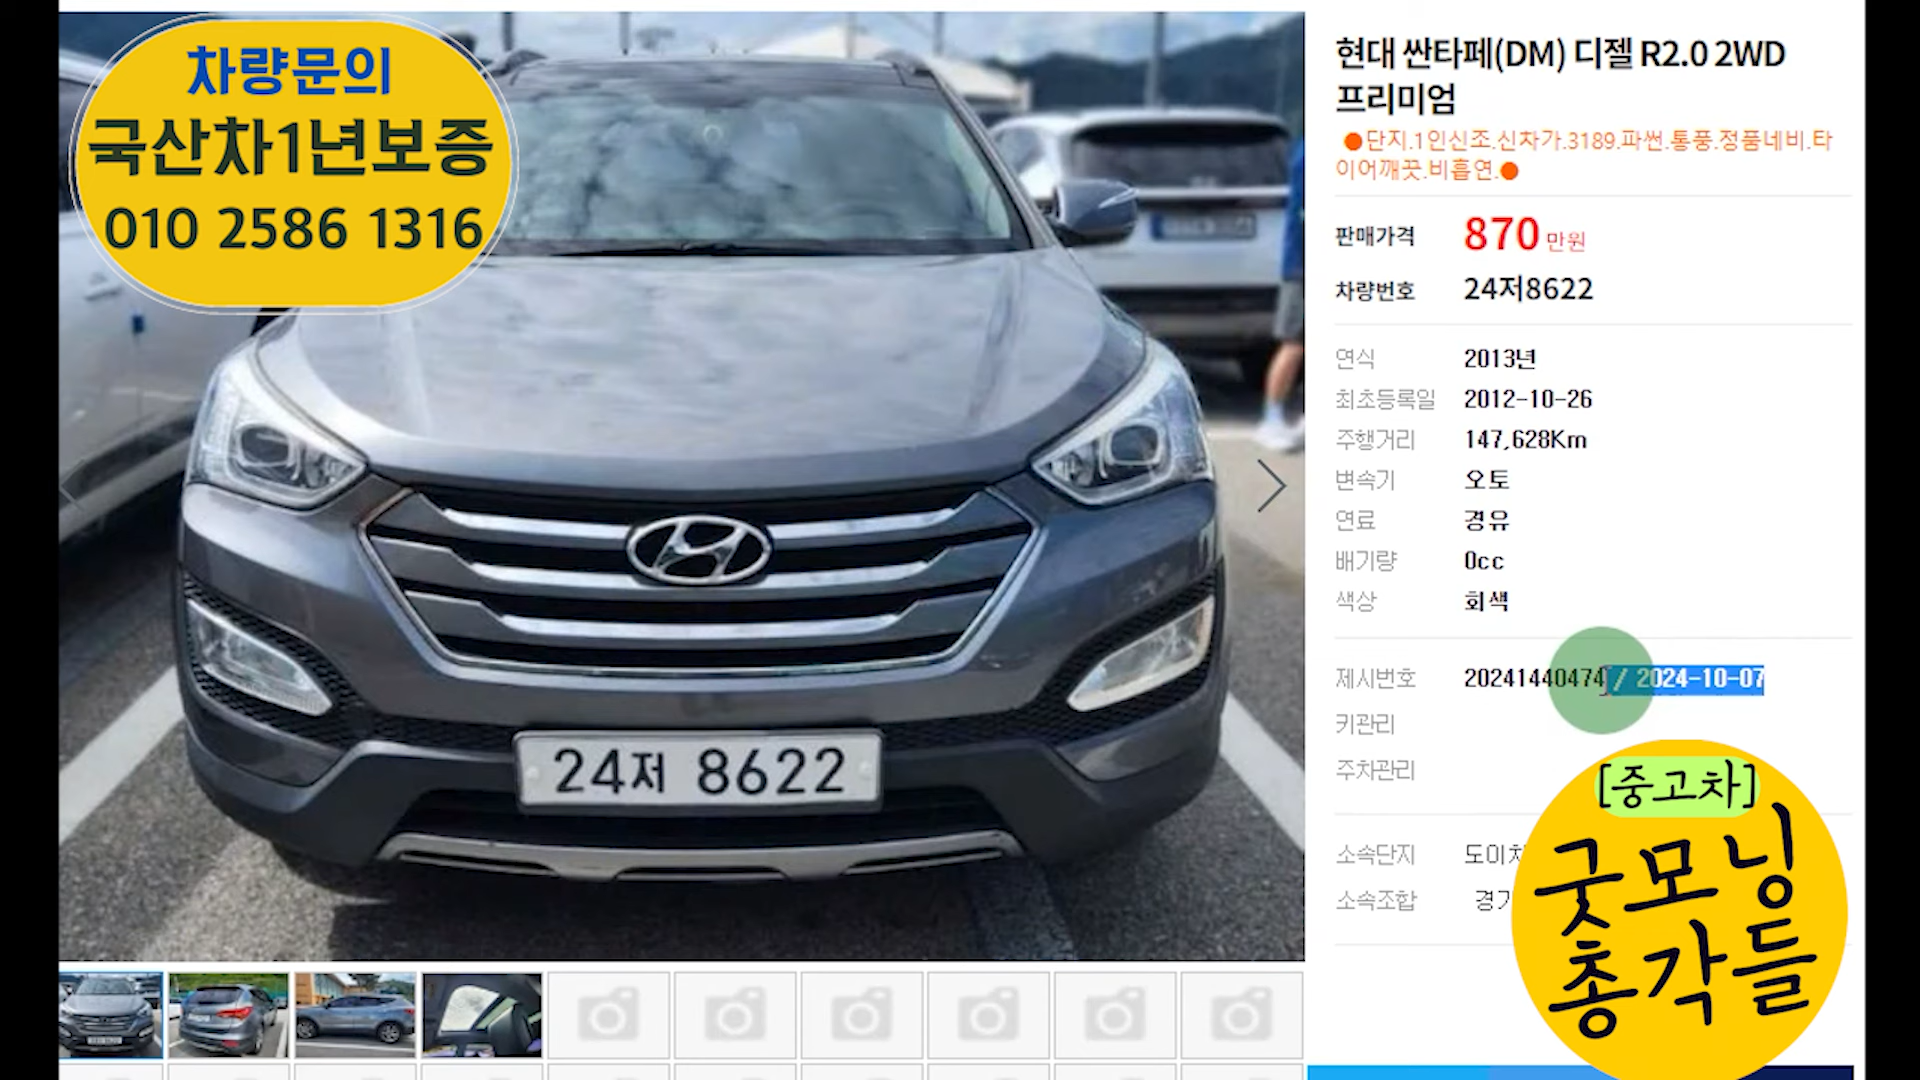 차량문의
국산차1년보증
010 2586 1316
24저 8622
현대 싼타페(DM) 디젤 R2.0 2WD
프리미엄
●단지.1인신조.신차가.3189.파썬.통풍.정품네비.타
이어깨끗.비흡연.●
판매가격 870 만원
차량번호 24저8622
연식 2013년
최초등록일 2012-10-26
주행거리 147,628Km
변속기 오토
연료 경유
배기량 0cc
색상 회색
제시번호 20241440474 / 2024-10-07
키관리
주차관리
소속단지 도이치
소속조합 경기
[중고차]
굿모닝
총각들